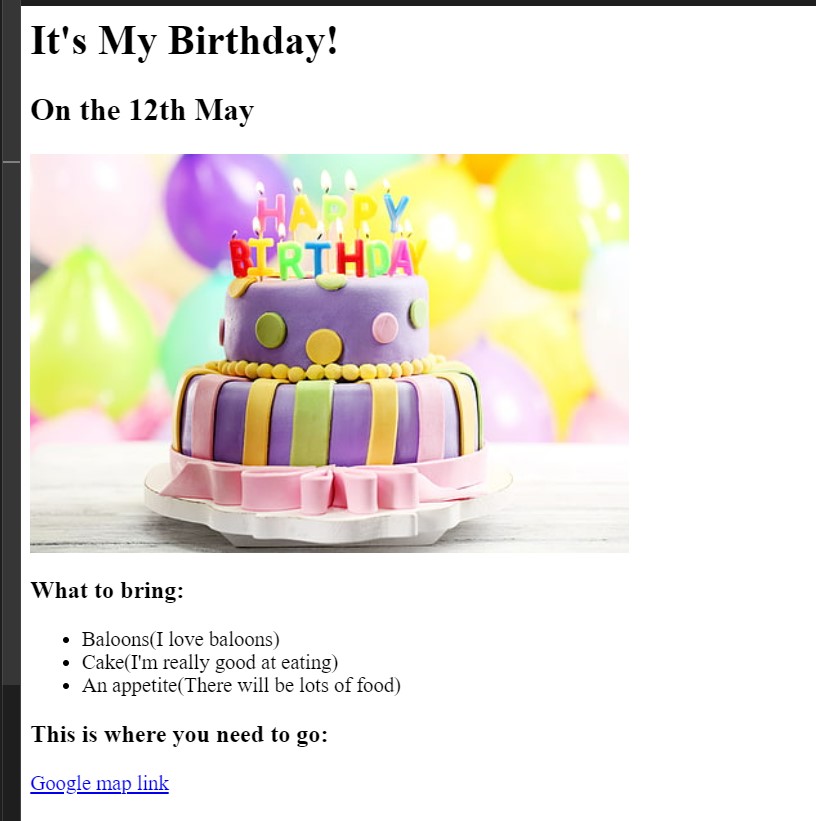 It's My Birthday!
On the 12th May
HAPPY
BIRTHDAY
What to bring:
Baloons(I love baloons)
Cake(I'm really good at eating)
An appetite(There will be lots of food)
This is where you need to go:
Google map link